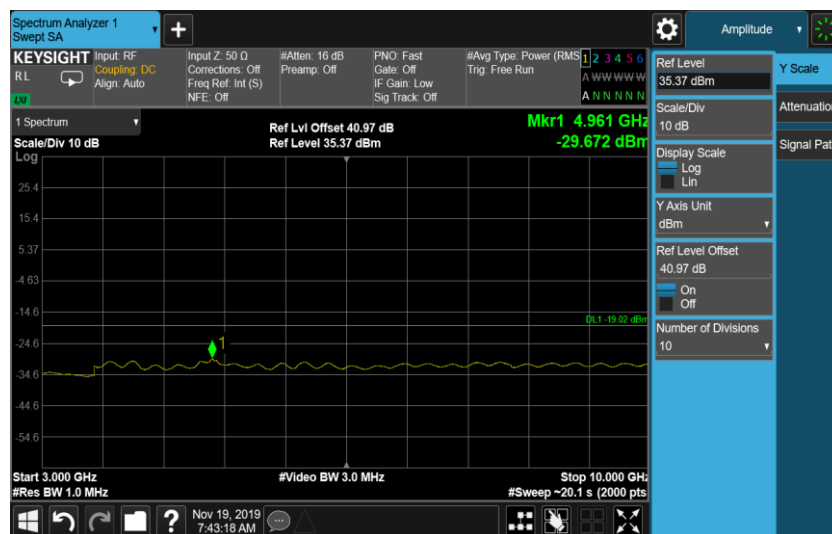 Spectrum Analyzer 1
Swept SA
+
Amplitude
KEYSIGHT
RL
LXI
Input: RF
Coupling: DC
Align: Auto
Input Z: 50 Ω
Corrections: Off
Freq Ref: Int (S)
NFE: Off
#Atten: 16 dB
Preamp: Off
PNO: Fast
Gate: Off
IF Gain: Low
Sig Track: Off
#Avg Type: Power (RMS
Trig: Free Run
1 2 3 4 5 6
A W W W W W
A N N N N N
1 Spectrum
Scale/Div 10 dB
Log
Ref Lvl Offset 40.97 dB
Ref Level 35.37 dBm
Mkr1 4.961 GHz
-29.672 dBm
25.4
15.4
5.37
-4.63
-14.6
-24.6
-34.6
-44.6
-54.6
DL1 -19.02 dBm
1
Start 3.000 GHz
#Res BW 1.0 MHz
#Video BW 3.0 MHz
Stop 10.000 GHz
#Sweep ~20.1 s (2000 pts
?
Nov 19, 2019
7:43:18 AM
Ref Level
35.37 dBm
Scale/Div
10 dB
Display Scale
Log
Lin
Y Axis Unit
dBm
Ref Level Offset
40.97 dB
On
Off
Number of Divisions
10
Y Scale
Attenuation
Signal Pat